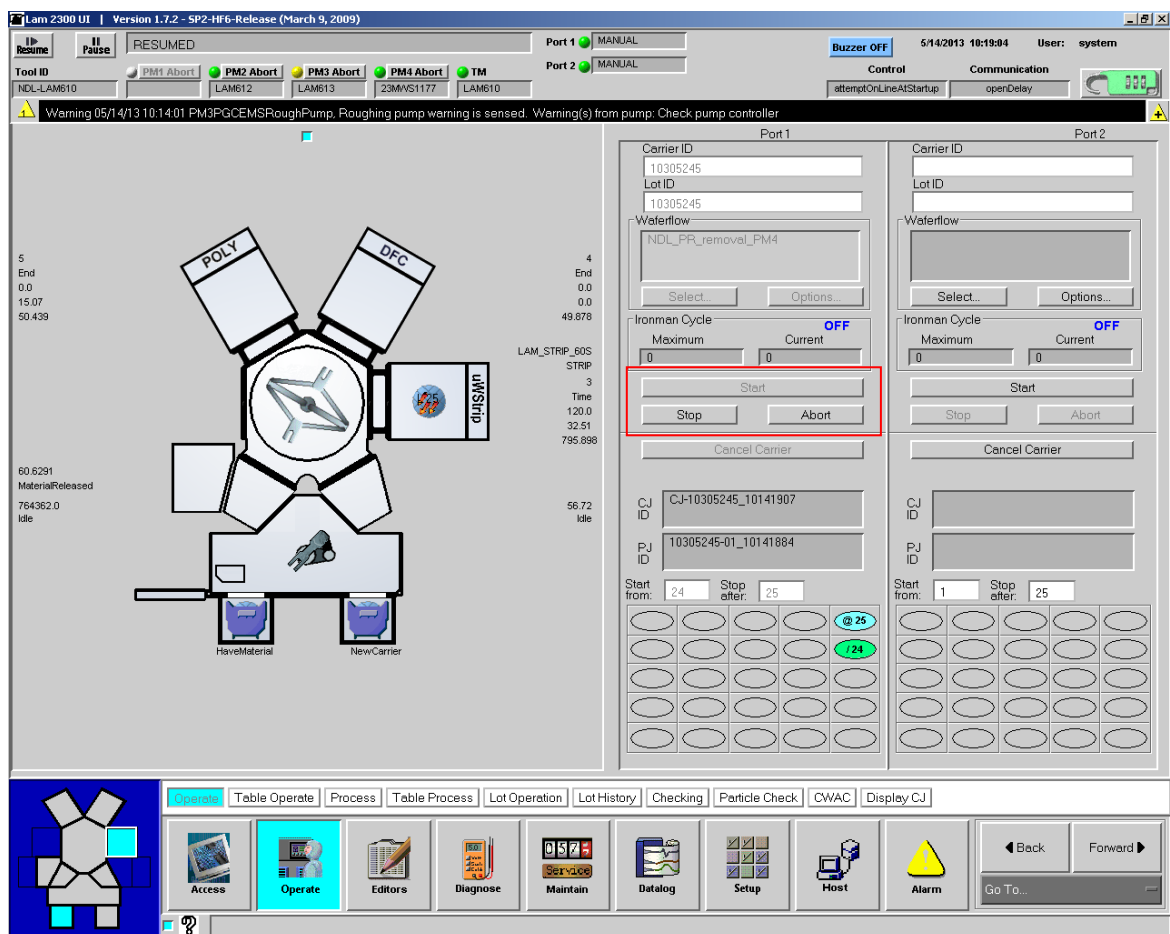 Lam 2300 UI | Version 1.7.2 - SP2-HF6-Release (March 9, 2009)
Resume Pause RESUMED
Port 1 MANUAL
Port 2 MANUAL
Buzzer OFF 5/14/2013 10:19:04 User: system
Tool ID PM1 Abort PM2 Abort PM3 Abort PM4 Abort TM
NDL-LAM610 LAM612 LAM613 23MWS1177 LAM610
Control Communication
attemptOnLineAtStartup openDelay
Warning 05/14/13 10:14:01 PM3PGCEMSRoughPump, Roughing pump warning is sensed. Warning(s) from pump: Check pump controller
5
End
0.0
15.07
50.439
POLY
DFC
4
End
0.0
0.0
49.878
LAM_STRIP_60S
STRIP
3
Time
120.0
32.51
795.898
uWStrip
60.6291
MaterialReleased
764362.0
Idle
56.72
Idle
HaveMaterial NewCarrier
Port 1
Carrier ID
10305245
Lot ID
10305245
Waferflow
NDL_PR_removal_PM4
Select... Options...
Ironman Cycle OFF
Maximum Current
0 0
Start
Stop Abort
Cancel Carrier
CJ ID CJ-10305245_10141907
PJ ID 10305245-01_10141884
Start from: 24 Stop after: 25
@ 25
/ 24
Port 2
Carrier ID
Lot ID
Waferflow
Select... Options...
Ironman Cycle OFF
Maximum Current
0 0
Start
Stop Abort
Cancel Carrier
CJ ID
PJ ID
Start from: 1 Stop after: 25
Operate Table Operate Process Table Process Lot Operation Lot History Checking Particle Check CWAC Display CJ
Access Operate Editors Diagnose Maintain Datalog Setup Host Alarm
Service
Back Forward
Go To...